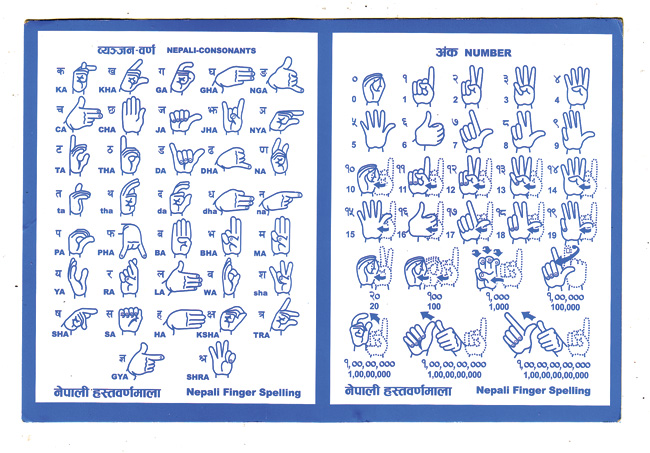 व्यञ्जन-वर्ण NEPALI-CONSONANTS
क ख ग घ ङ
KA KHA GA GHA NGA
च छ ज झ ञ
CA CHA JA JHA NYA
ट ठ ड ढ ण
TA THA DA DHA NA
त थ द ध न
ta tha da dha na
प फ ब भ म
PA PHA BA BHA MA
य र ल व श
YA RA LA WA sha
ष स ह क्ष त्र
SHA SA HA KSHA TRA
ज्ञ श्र
GYA SHRA
नेपाली हस्तवर्णमाला Nepali Finger Spelling
अंक NUMBER
० १ २ ३ ४
0 1 2 3 4
५ ६ ७ ८ ९
5 6 7 8 9
१० ११ १२ १३ १४
10 11 12 13 14
१५ १६ १७ १८ १९
15 16 17 18 19
२० १०० १,००० १,००,०००
20 100 1,000 100,000
१,००,००,००० १,००,००,००० १,००,००,००,०००
1,00,00,000 1,00,00,000 1,00,00,00,000
नेपाली हस्तवर्णमाला Nepali Finger Spelling